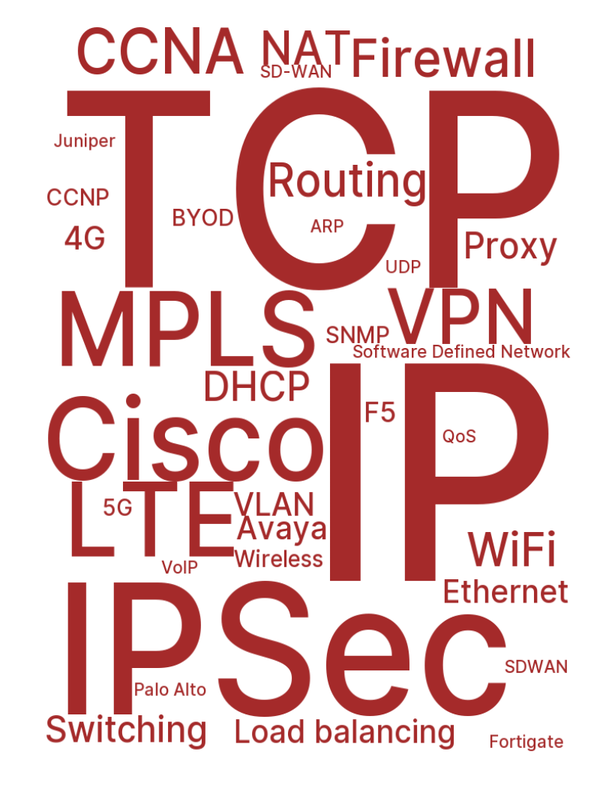 CCNA NAT Firewall
SD-WAN
TCP
Juniper
Routing
CCNP
BYOD
ARP
4G
Proxy
UDP
MPLS
VPN
SNMP
Software Defined Network
DHCP
IP
Cisco
F5
QoS
LTE
5G
VLAN
Avaya
WiFi
Wireless
VoIP
Ethernet
IPSec
SDWAN
Palo Alto
Switching
Load balancing
Fortigate